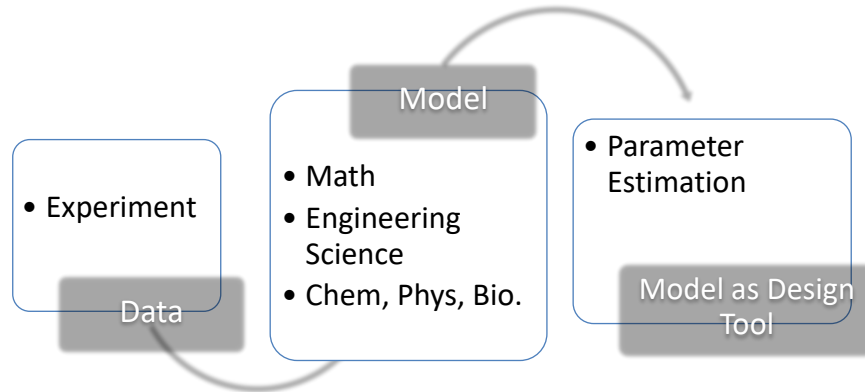 • Experiment
Data
Model
• Math
• Engineering
Science
• Chem, Phys, Bio.
• Parameter
Estimation
Model as Design
Tool